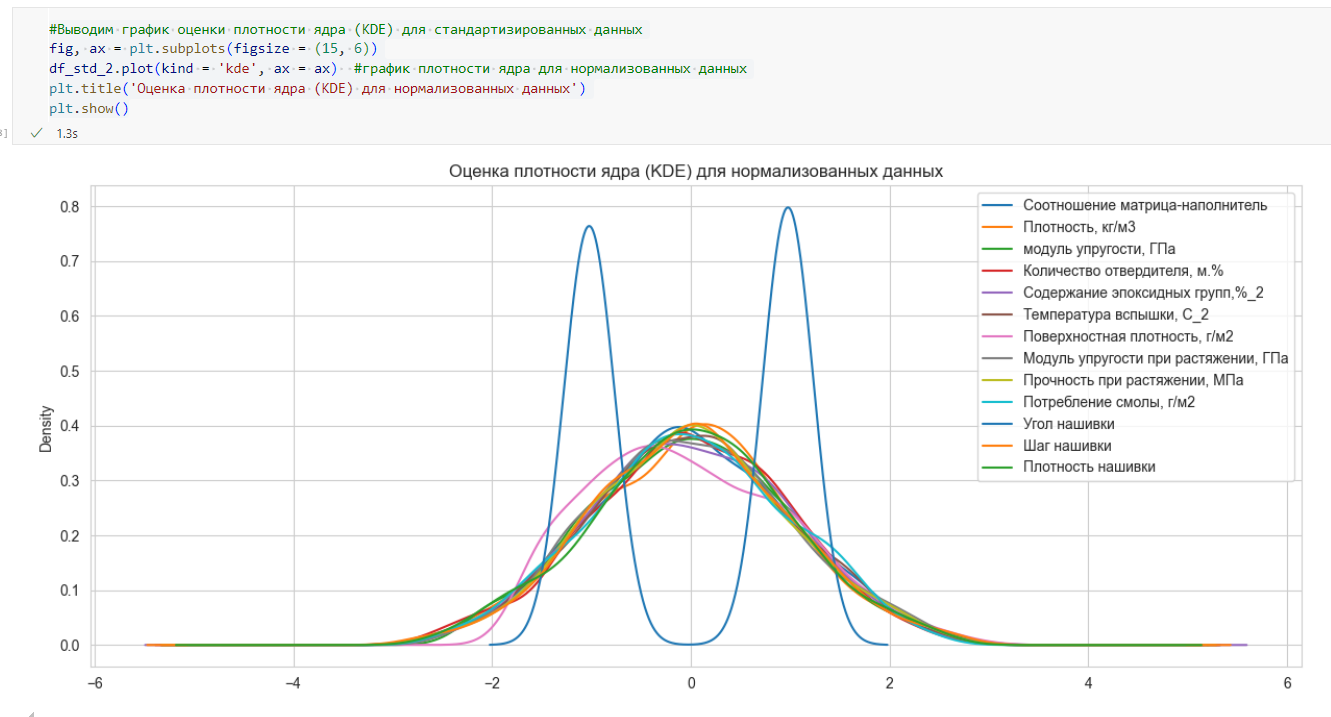 #Выводим график оценки плотности ядра (KDE) для стандартизированных данных
fig, ax = plt.subplots(figsize = (15, 6))
df_std_2.plot(kind = 'kde', ax = ax)  #график плотности ядра для нормализованных данных
plt.title('Оценка плотности ядра (KDE) для нормализованных данных')
plt.show()
1.3s
Оценка плотности ядра (KDE) для нормализованных данных
0.8
0.7
0.6
0.5
0.4
0.3
0.2
0.1
0.0
Density
Соотношение матрица-наполнитель
Плотность, кг/м3
модуль упругости, ГПа
Количество отвердителя, м.%
Содержание эпоксидных групп,%_2
Температура вспышки, С_2
Поверхностная плотность, г/м2
Модуль упругости при растяжении, ГПа
Прочность при растяжении, МПа
Потребление смолы, г/м2
Угол нашивки
Шаг нашивки
Плотность нашивки
−6 −4 −2 0 2 4 6